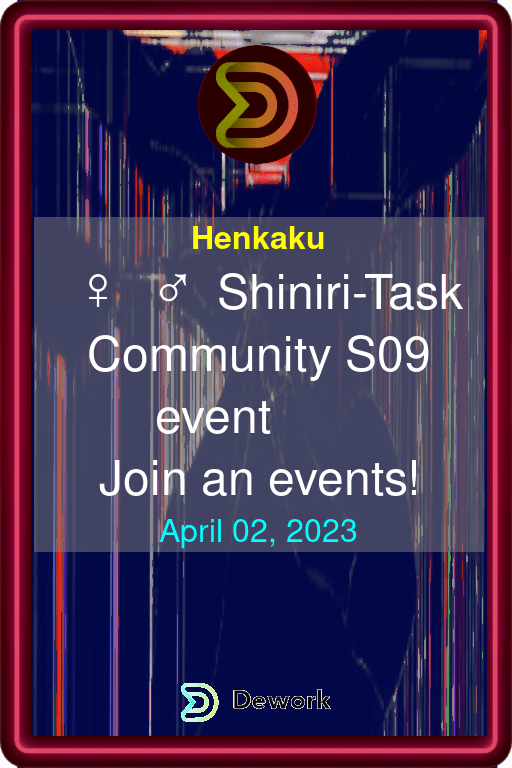 Henkaku
♀ ♂ Shiniri-Task
Community S09
event
Join an events!
April 02, 2023
Dework